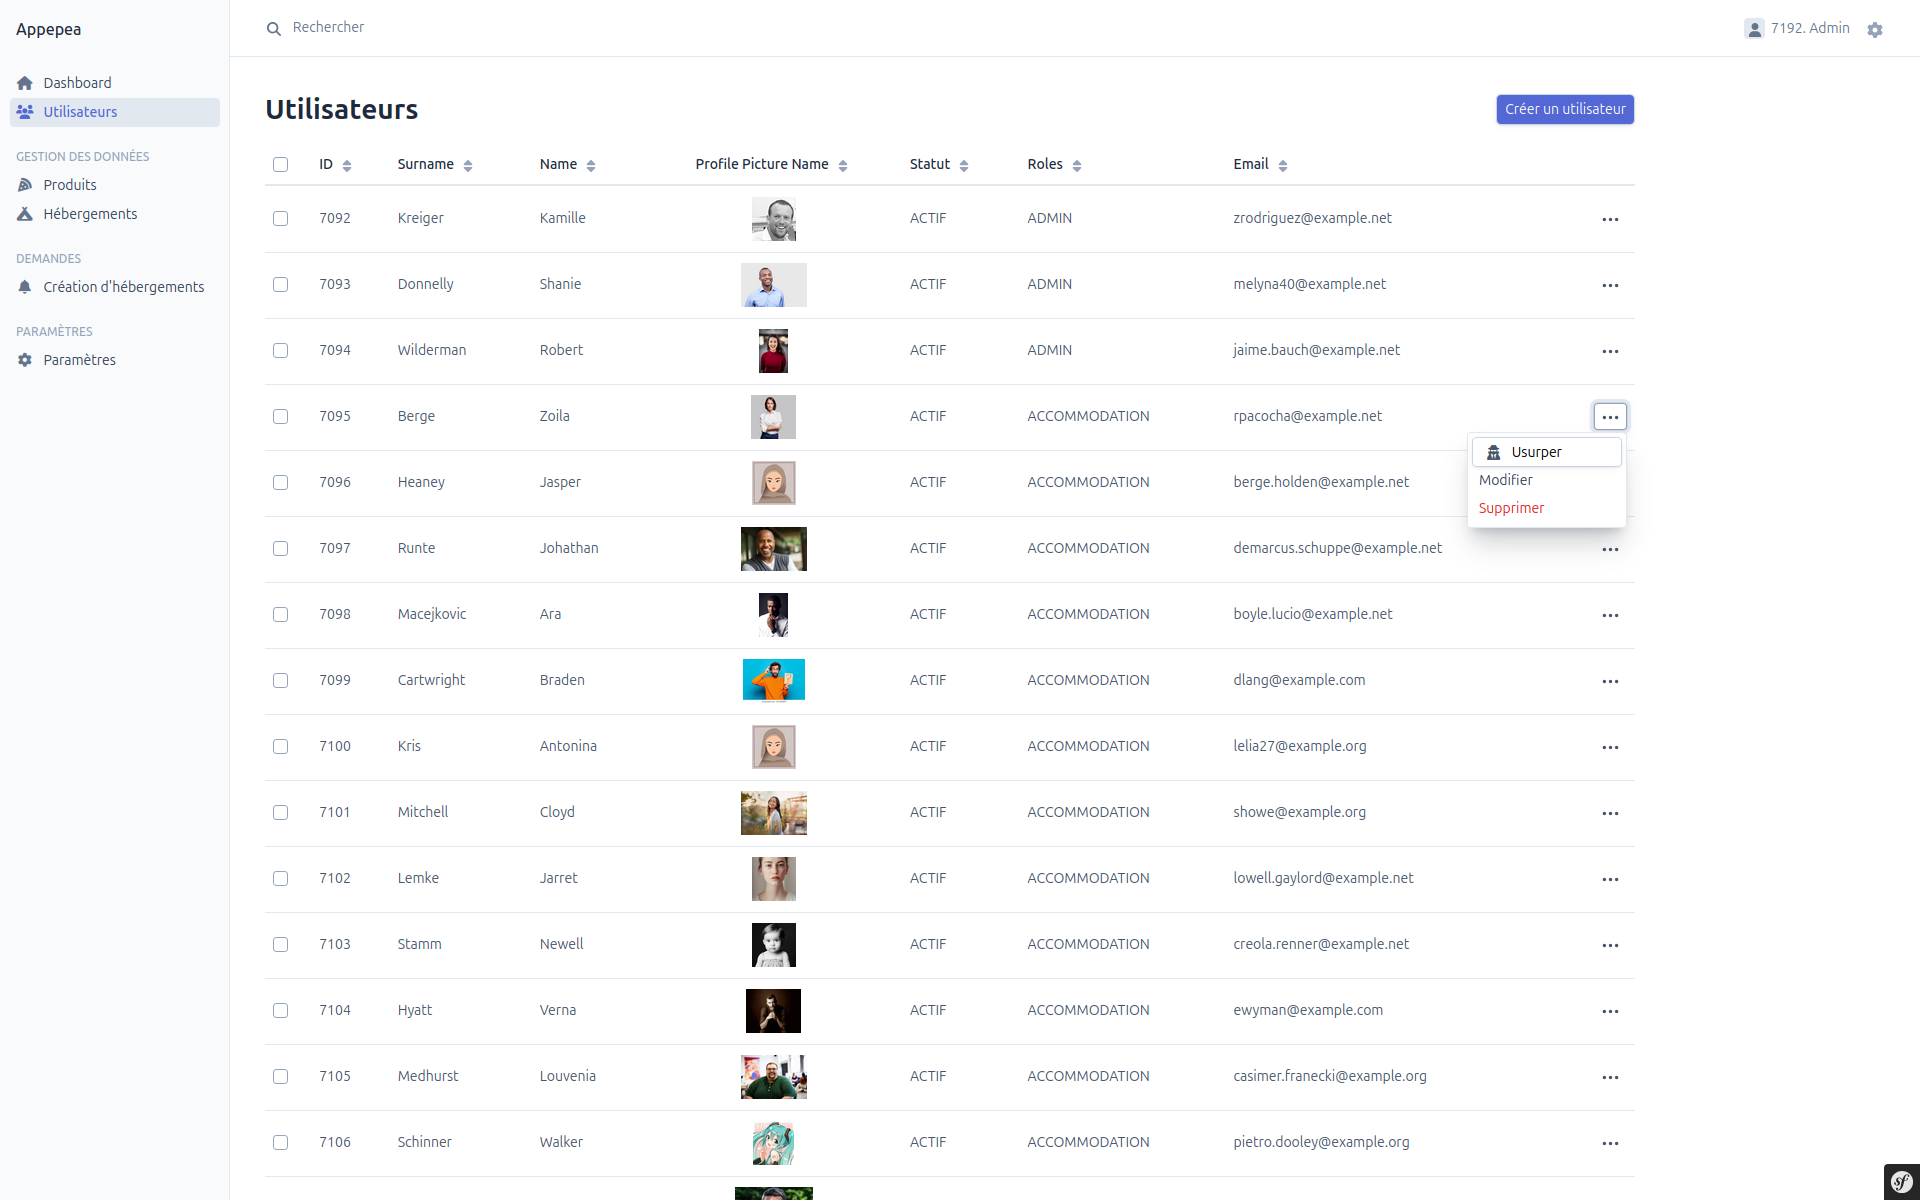 Appepea
Rechercher
7192. Admin
Dashboard
Utilisateurs
GESTION DES DONNÉES
Produits
Hébergements
DEMANDES
Création d'hébergements
PARAMÈTRES
Paramètres
Utilisateurs
Créer un utilisateur
ID Surname Name Profile Picture Name Statut Roles Email
7092 Kreiger Kamille ACTIF ADMIN zrodriguez@example.net
7093 Donnelly Shanie ACTIF ADMIN melyna40@example.net
7094 Wilderman Robert ACTIF ADMIN jaime.bauch@example.net
7095 Berge Zoila ACTIF ACCOMMODATION rpacocha@example.net
Usurper
Modifier
Supprimer
7096 Heaney Jasper ACTIF ACCOMMODATION berge.holden@example.net
7097 Runte Johathan ACTIF ACCOMMODATION demarcus.schuppe@example.net
7098 Macejkovic Ara ACTIF ACCOMMODATION boyle.lucio@example.net
7099 Cartwright Braden ACTIF ACCOMMODATION dlang@example.com
7100 Kris Antonina ACTIF ACCOMMODATION lelia27@example.org
7101 Mitchell Cloyd ACTIF ACCOMMODATION showe@example.org
7102 Lemke Jarret ACTIF ACCOMMODATION lowell.gaylord@example.net
7103 Stamm Newell ACTIF ACCOMMODATION creola.renner@example.net
7104 Hyatt Verna ACTIF ACCOMMODATION ewyman@example.com
7105 Medhurst Louvenia ACTIF ACCOMMODATION casimer.franecki@example.org
7106 Schinner Walker ACTIF ACCOMMODATION pietro.dooley@example.org
sf